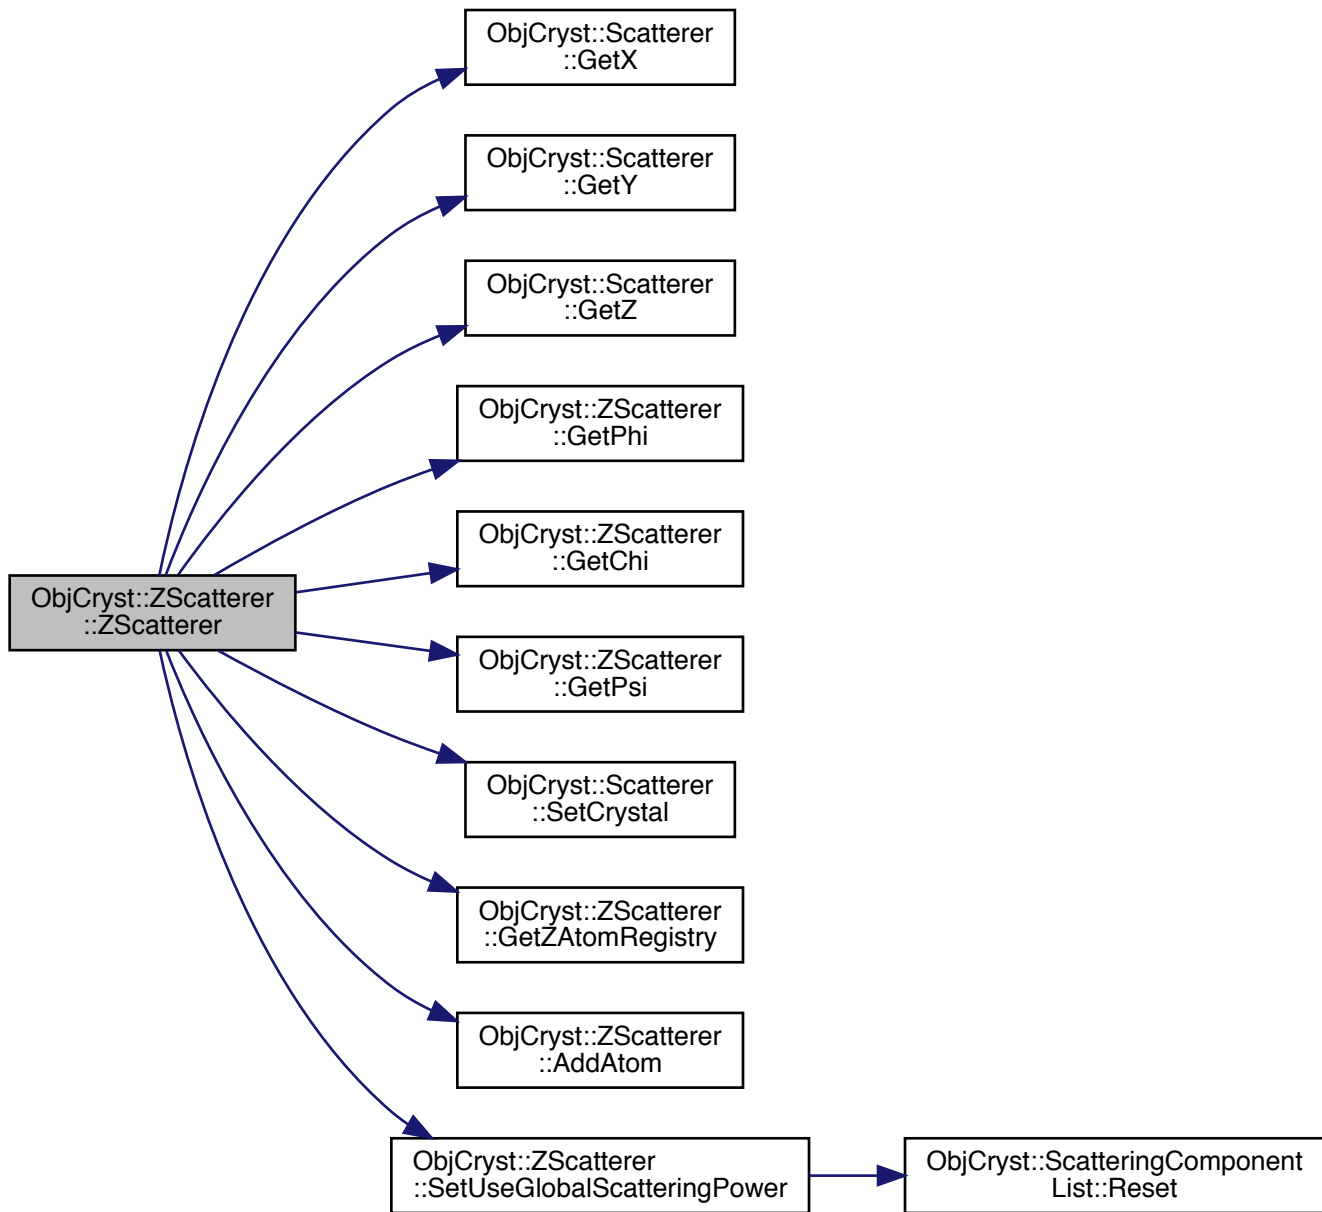 ObjCryst::Scatterer
::GetX
ObjCryst::Scatterer
::GetY
ObjCryst::Scatterer
::GetZ
ObjCryst::ZScatterer
::GetPhi
ObjCryst::ZScatterer
::GetChi
ObjCryst::ZScatterer
::ZScatterer
ObjCryst::ZScatterer
::GetPsi
ObjCryst::Scatterer
::SetCrystal
ObjCryst::ZScatterer
::GetZAtomRegistry
ObjCryst::ZScatterer
::AddAtom
ObjCryst::ZScatterer
::SetUseGlobalScatteringPower
ObjCryst::ScatteringComponent
List::Reset